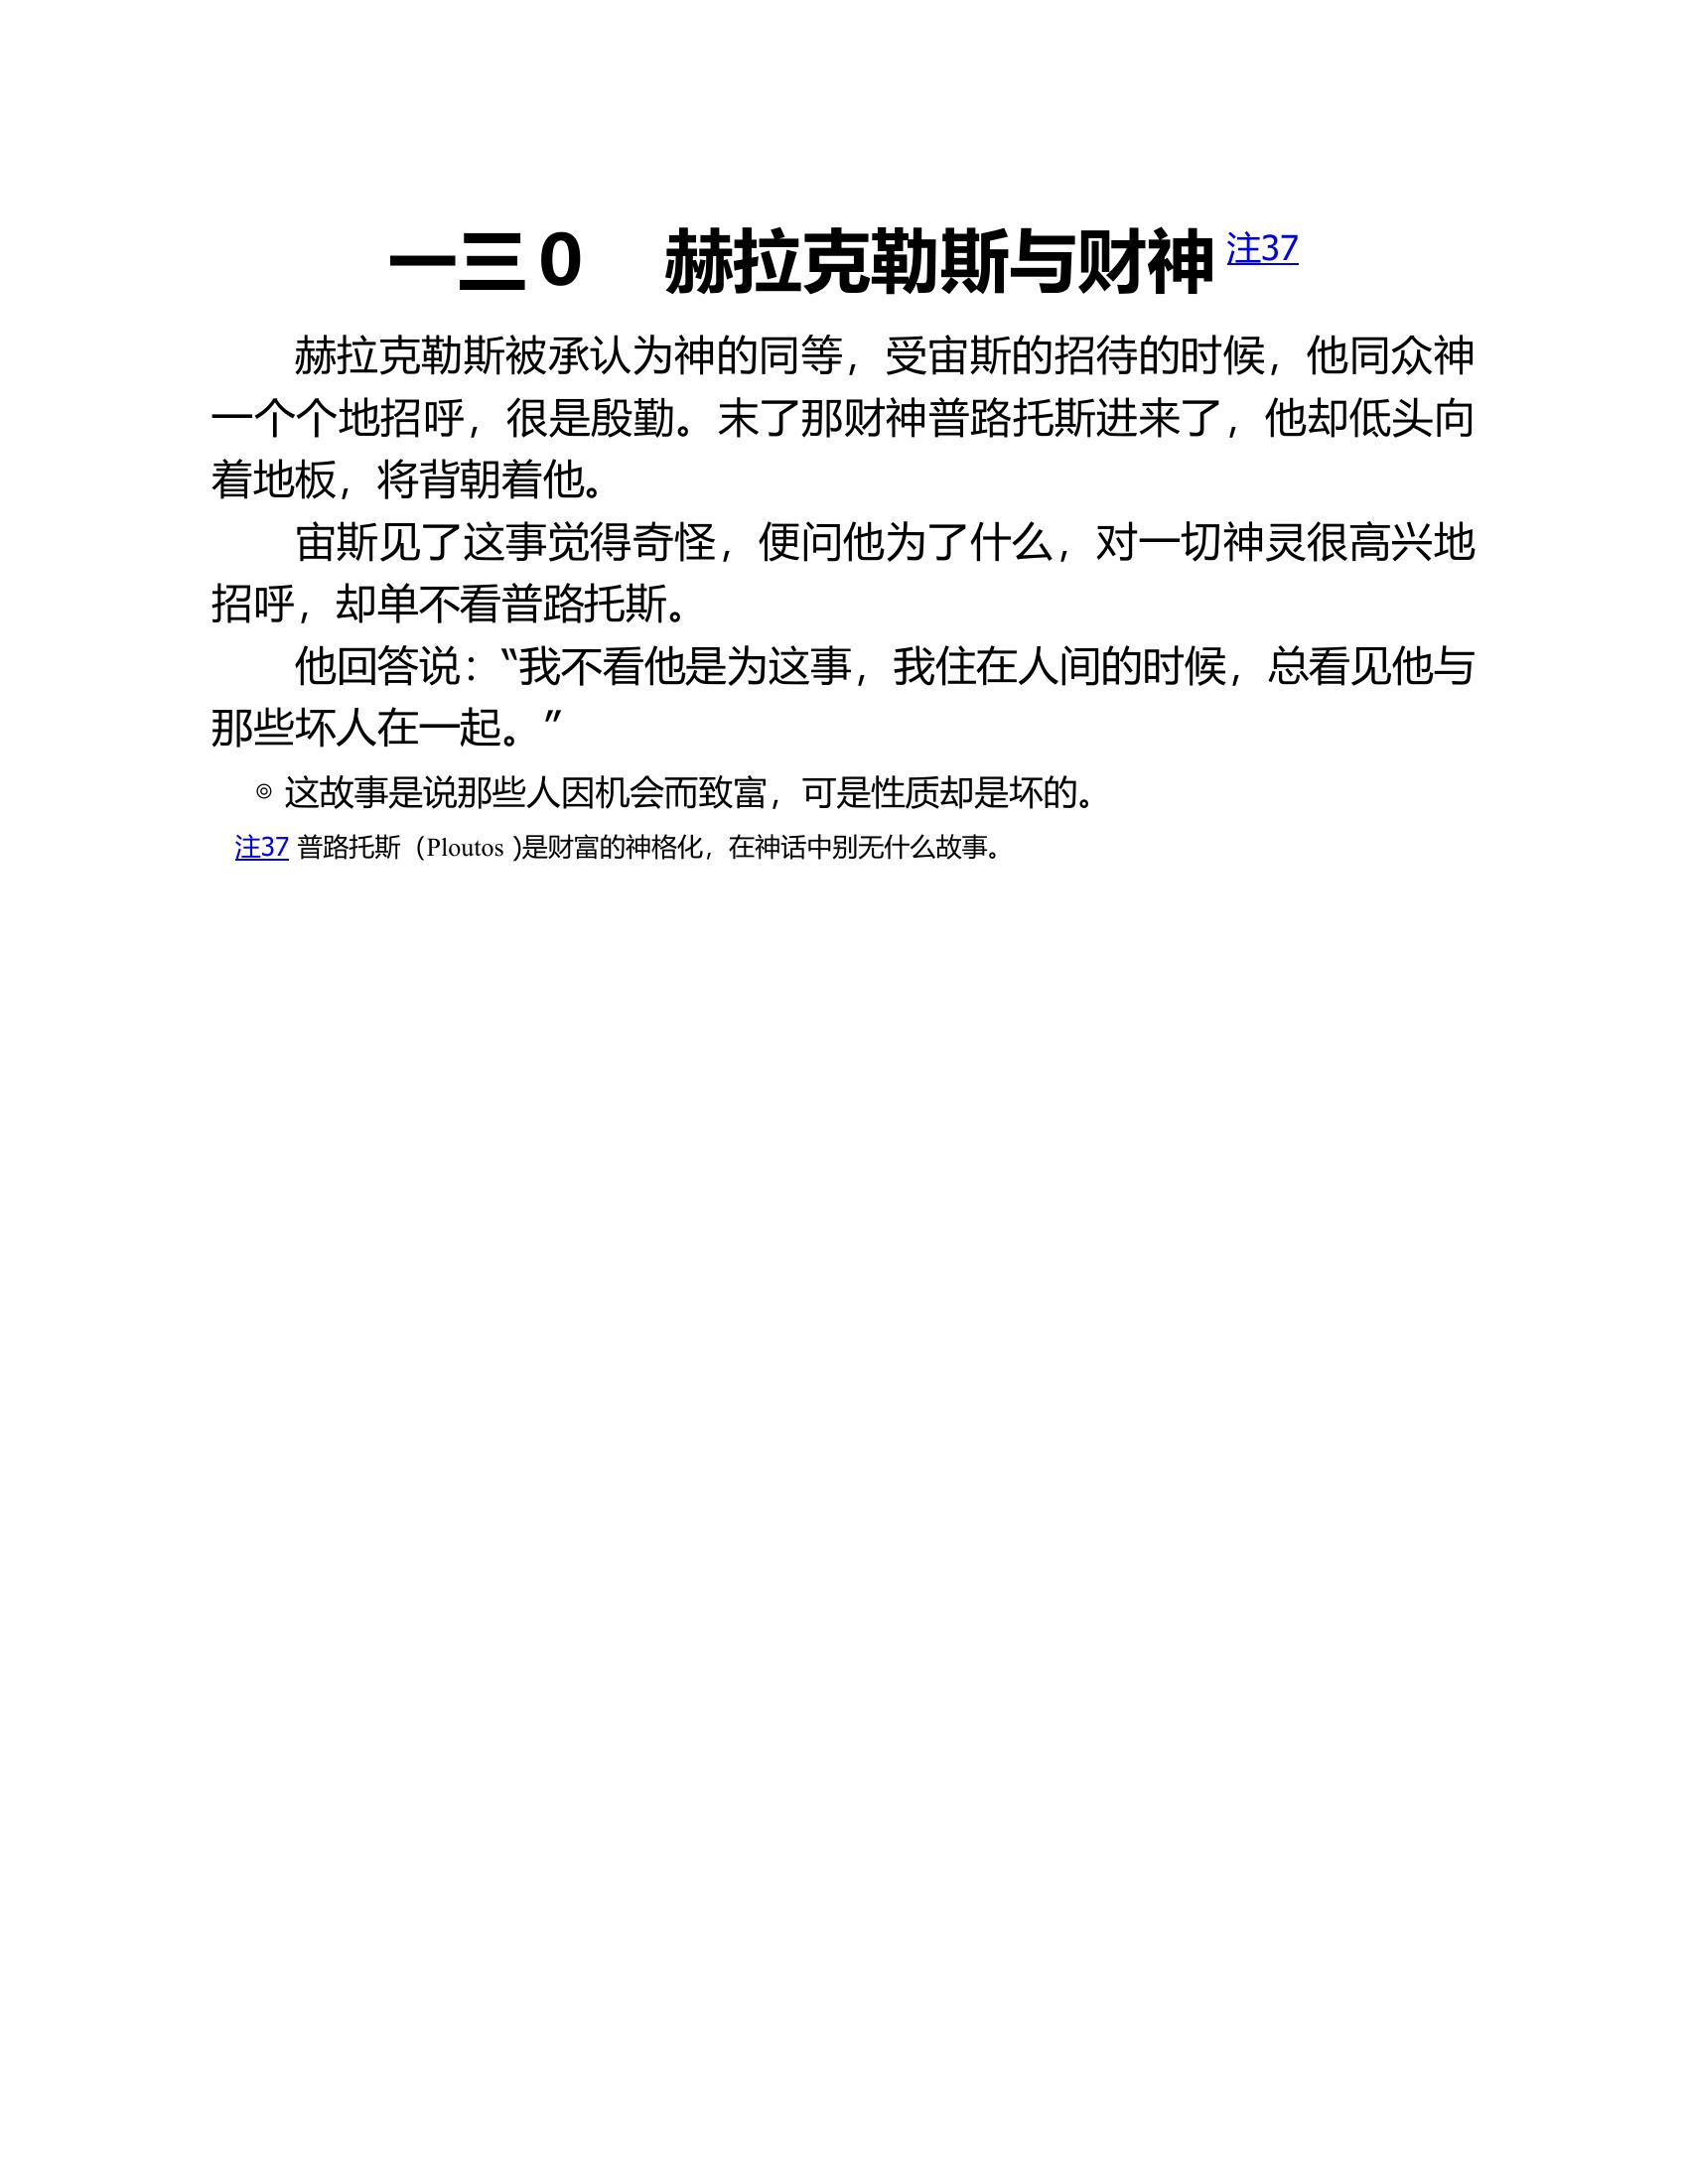 一三0　赫拉克勒斯与财神 注37
赫拉克勒斯被承认为神的同等，受宙斯的招待的时候，他同众神
一个个地招呼，很是殷勤。末了那财神普路托斯进来了，他却低头向
着地板，将背朝着他。
宙斯见了这事觉得奇怪，便问他为了什么，对一切神灵很高兴地
招呼，却单不看普路托斯。
他回答说：“我不看他是为这事，我住在人间的时候，总看见他与
那些坏人在一起。”
◎ 这故事是说那些人因机会而致富，可是性质却是坏的。
注37 普路托斯（Ploutos )是财富的神格化，在神话中别无什么故事。